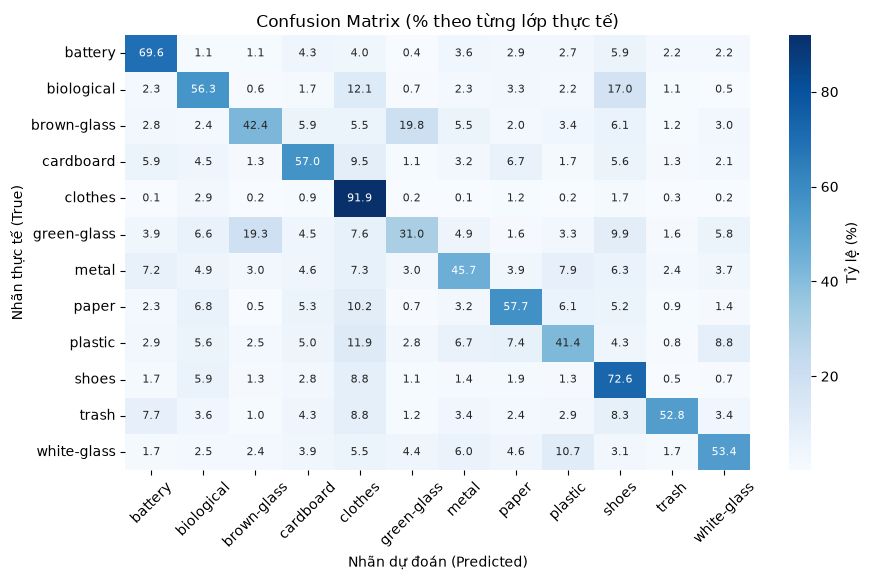 Confusion Matrix (% theo từng lớp thực tế)
battery 69.6 1.1 1.1 4.3 4.0 0.4 3.6 2.9 2.7 5.9 2.2 2.2
biological 2.3 56.3 0.6 1.7 12.1 0.7 2.3 3.3 2.2 17.0 1.1 0.5
brown-glass 2.8 2.4 42.4 5.9 5.5 19.8 5.5 2.0 3.4 6.1 1.2 3.0
cardboard 5.9 4.5 1.3 57.0 9.5 1.1 3.2 6.7 1.7 5.6 1.3 2.1
clothes 0.1 2.9 0.2 0.9 91.9 0.2 0.1 1.2 0.2 1.7 0.3 0.2
green-glass 3.9 6.6 19.3 4.5 7.6 31.0 4.9 1.6 3.3 9.9 1.6 5.8
metal 7.2 4.9 3.0 4.6 7.3 3.0 45.7 3.9 7.9 6.3 2.4 3.7
paper 2.3 6.8 0.5 5.3 10.2 0.7 3.2 57.7 6.1 5.2 0.9 1.4
plastic 2.9 5.6 2.5 5.0 11.9 2.8 6.7 7.4 41.4 4.3 0.8 8.8
shoes 1.7 5.9 1.3 2.8 8.8 1.1 1.4 1.9 1.3 72.6 0.5 0.7
trash 7.7 3.6 1.0 4.3 8.8 1.2 3.4 2.4 2.9 8.3 52.8 3.4
white-glass 1.7 2.5 2.4 3.9 5.5 4.4 6.0 4.6 10.7 3.1 1.7 53.4
battery biological brown-glass cardboard clothes green-glass metal paper plastic shoes trash white-glass
Nhãn dự đoán (Predicted)
Nhãn thực tế (True)
80
60
40
20
Tỷ lệ (%)